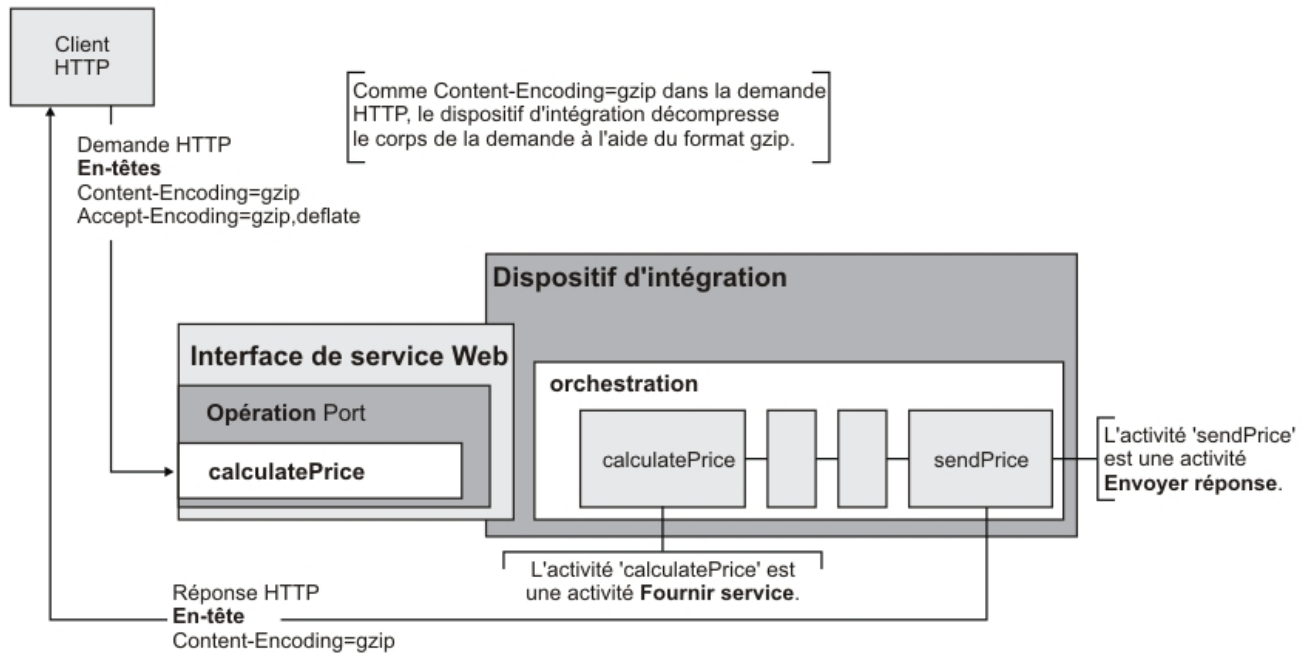 Client
HTTP
Comme Content-Encoding=gzip dans la demande
HTTP, le dispositif d'intégration décompresse
le corps de la demande à l'aide du format gzip.
Demande HTTP
En-têtes
Content-Encoding=gzip
Accept-Encoding=gzip,deflate
Dispositif d'intégration
Interface de service Web
Opération Port
calculatePrice
orchestration
calculatePrice
sendPrice
L'activité 'sendPrice'
est une activité
Envoyer réponse.
L'activité 'calculatePrice' est
une activité Fournir service.
Réponse HTTP
En-tête
Content-Encoding=gzip